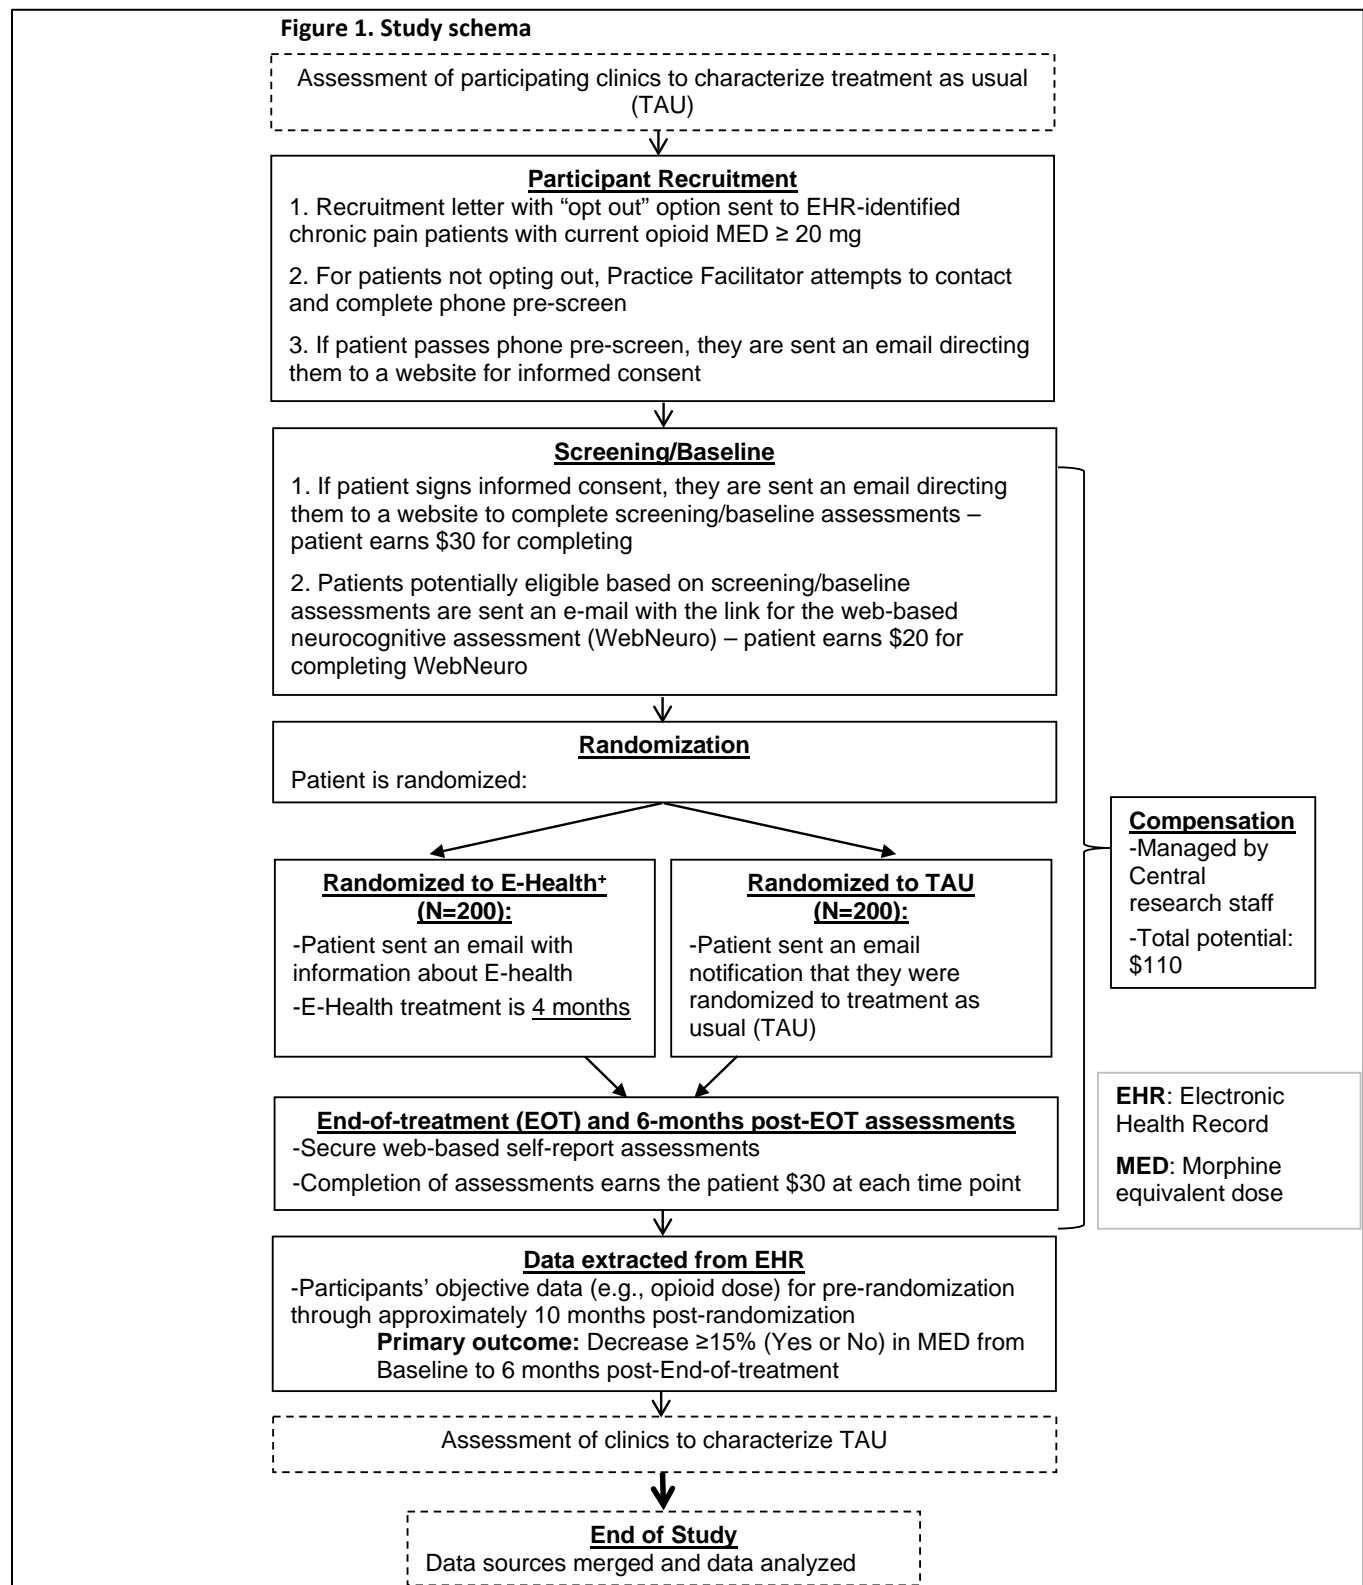 Figure 1. Study schema
Assessment of participating clinics to characterize treatment as usual
(TAU)
Participant Recruitment
1. Recruitment letter with “opt out” option sent to EHR-identified
chronic pain patients with current opioid MED ≥ 20 mg
2. For patients not opting out, Practice Facilitator attempts to contact
and complete phone pre-screen
3. If patient passes phone pre-screen, they are sent an email directing
them to a website for informed consent
Screening/Baseline
1. If patient signs informed consent, they are sent an email directing
them to a website to complete screening/baseline assessments –
patient earns $30 for completing
2. Patients potentially eligible based on screening/baseline
assessments are sent an e-mail with the link for the web-based
neurocognitive assessment (WebNeuro) – patient earns $20 for
completing WebNeuro
Randomization
Patient is randomized:
Randomized to E-Health⁺
(N=200):
-Patient sent an email with
information about E-health
-E-Health treatment is 4 months
Randomized to TAU
(N=200):
-Patient sent an email
notification that they were
randomized to treatment as
usual (TAU)
Compensation
-Managed by
Central
research staff
-Total potential:
$110
End-of-treatment (EOT) and 6-months post-EOT assessments
-Secure web-based self-report assessments
-Completion of assessments earns the patient $30 at each time point
EHR: Electronic
Health Record
MED: Morphine
equivalent dose
Data extracted from EHR
-Participants’ objective data (e.g., opioid dose) for pre-randomization
through approximately 10 months post-randomization
Primary outcome: Decrease ≥15% (Yes or No) in MED from
Baseline to 6 months post-End-of-treatment
Assessment of clinics to characterize TAU
End of Study
Data sources merged and data analyzed